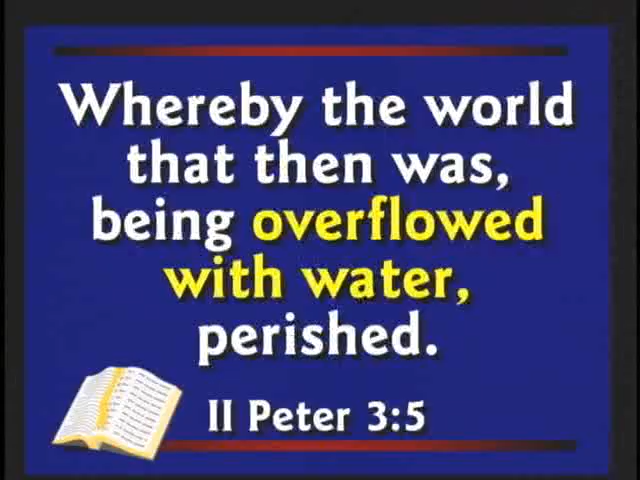 Whereby the world
that then was,
being overflowed
with water,
perished.
II Peter 3:5